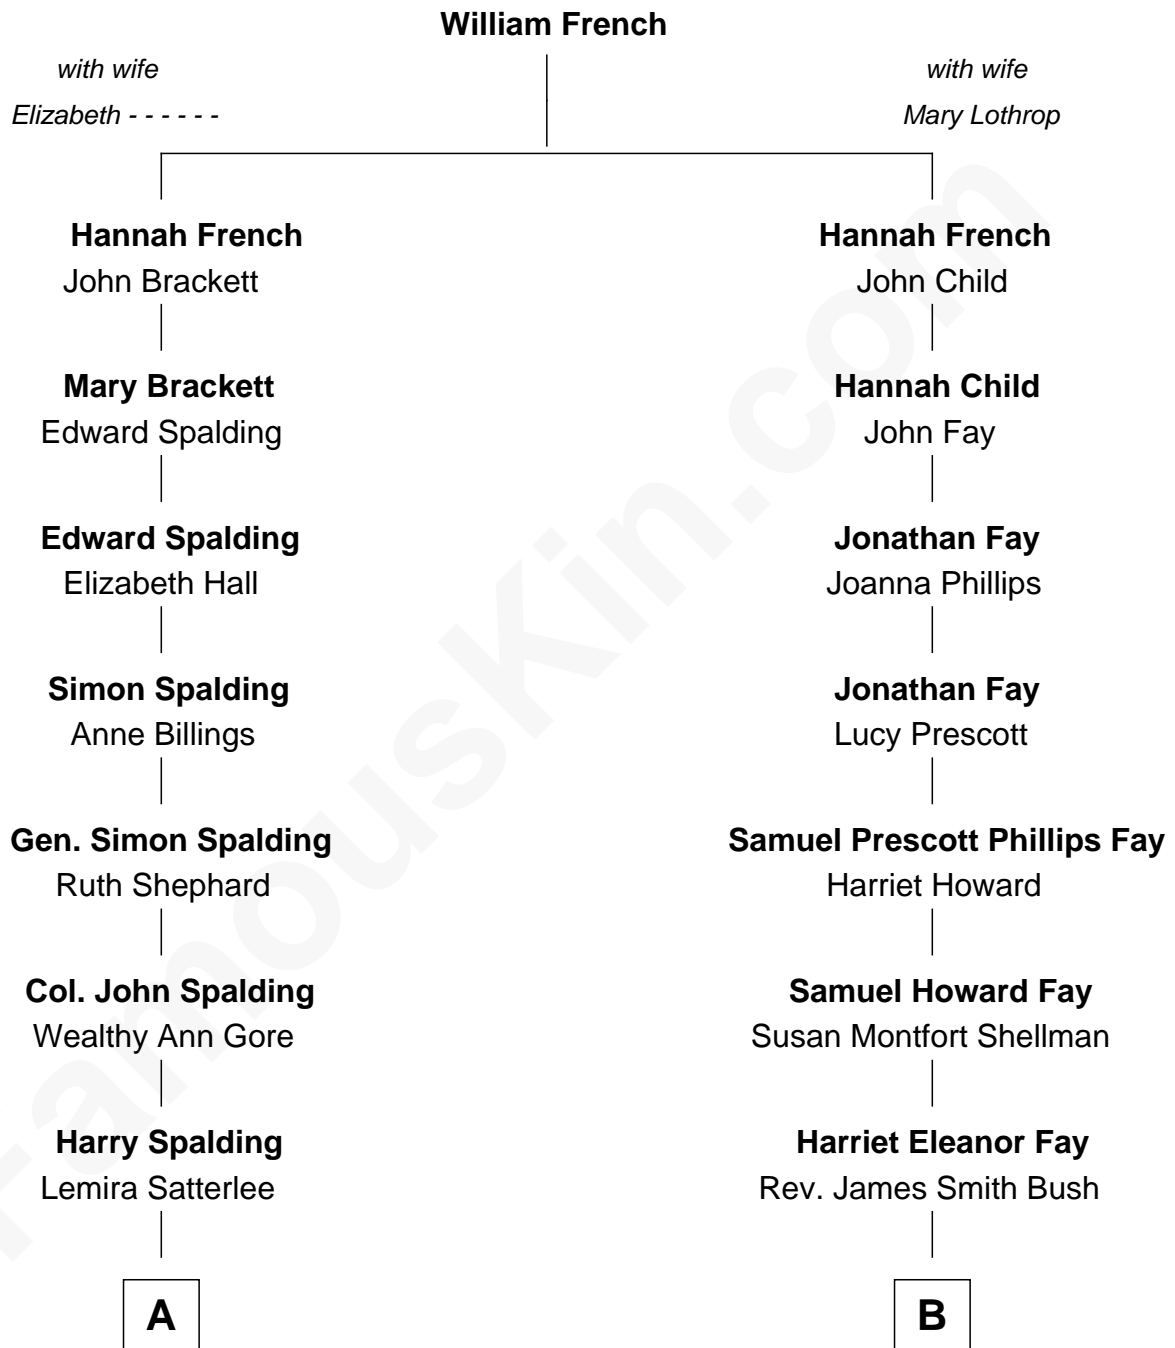 William French
with wife
with wife
Elizabeth - - - - - -
Mary Lothrop
Hannah French
Hannah French
John Brackett
John Child
Mary Brackett
Hannah Child
Edward Spalding
John Fay
Edward Spalding
Jonathan Fay
Elizabeth Hall
Joanna Phillips
Simon Spalding
Jonathan Fay
Anne Billings
Lucy Prescott
Gen. Simon Spalding
Samuel Prescott Phillips Fay
Ruth Shephard
Harriet Howard
Col. John Spalding
Samuel Howard Fay
Wealthy Ann Gore
Susan Montfort Shellman
Harry Spalding
Harriet Eleanor Fay
Lemira Satterlee
Rev. James Smith Bush
A
B
FamousKin.com